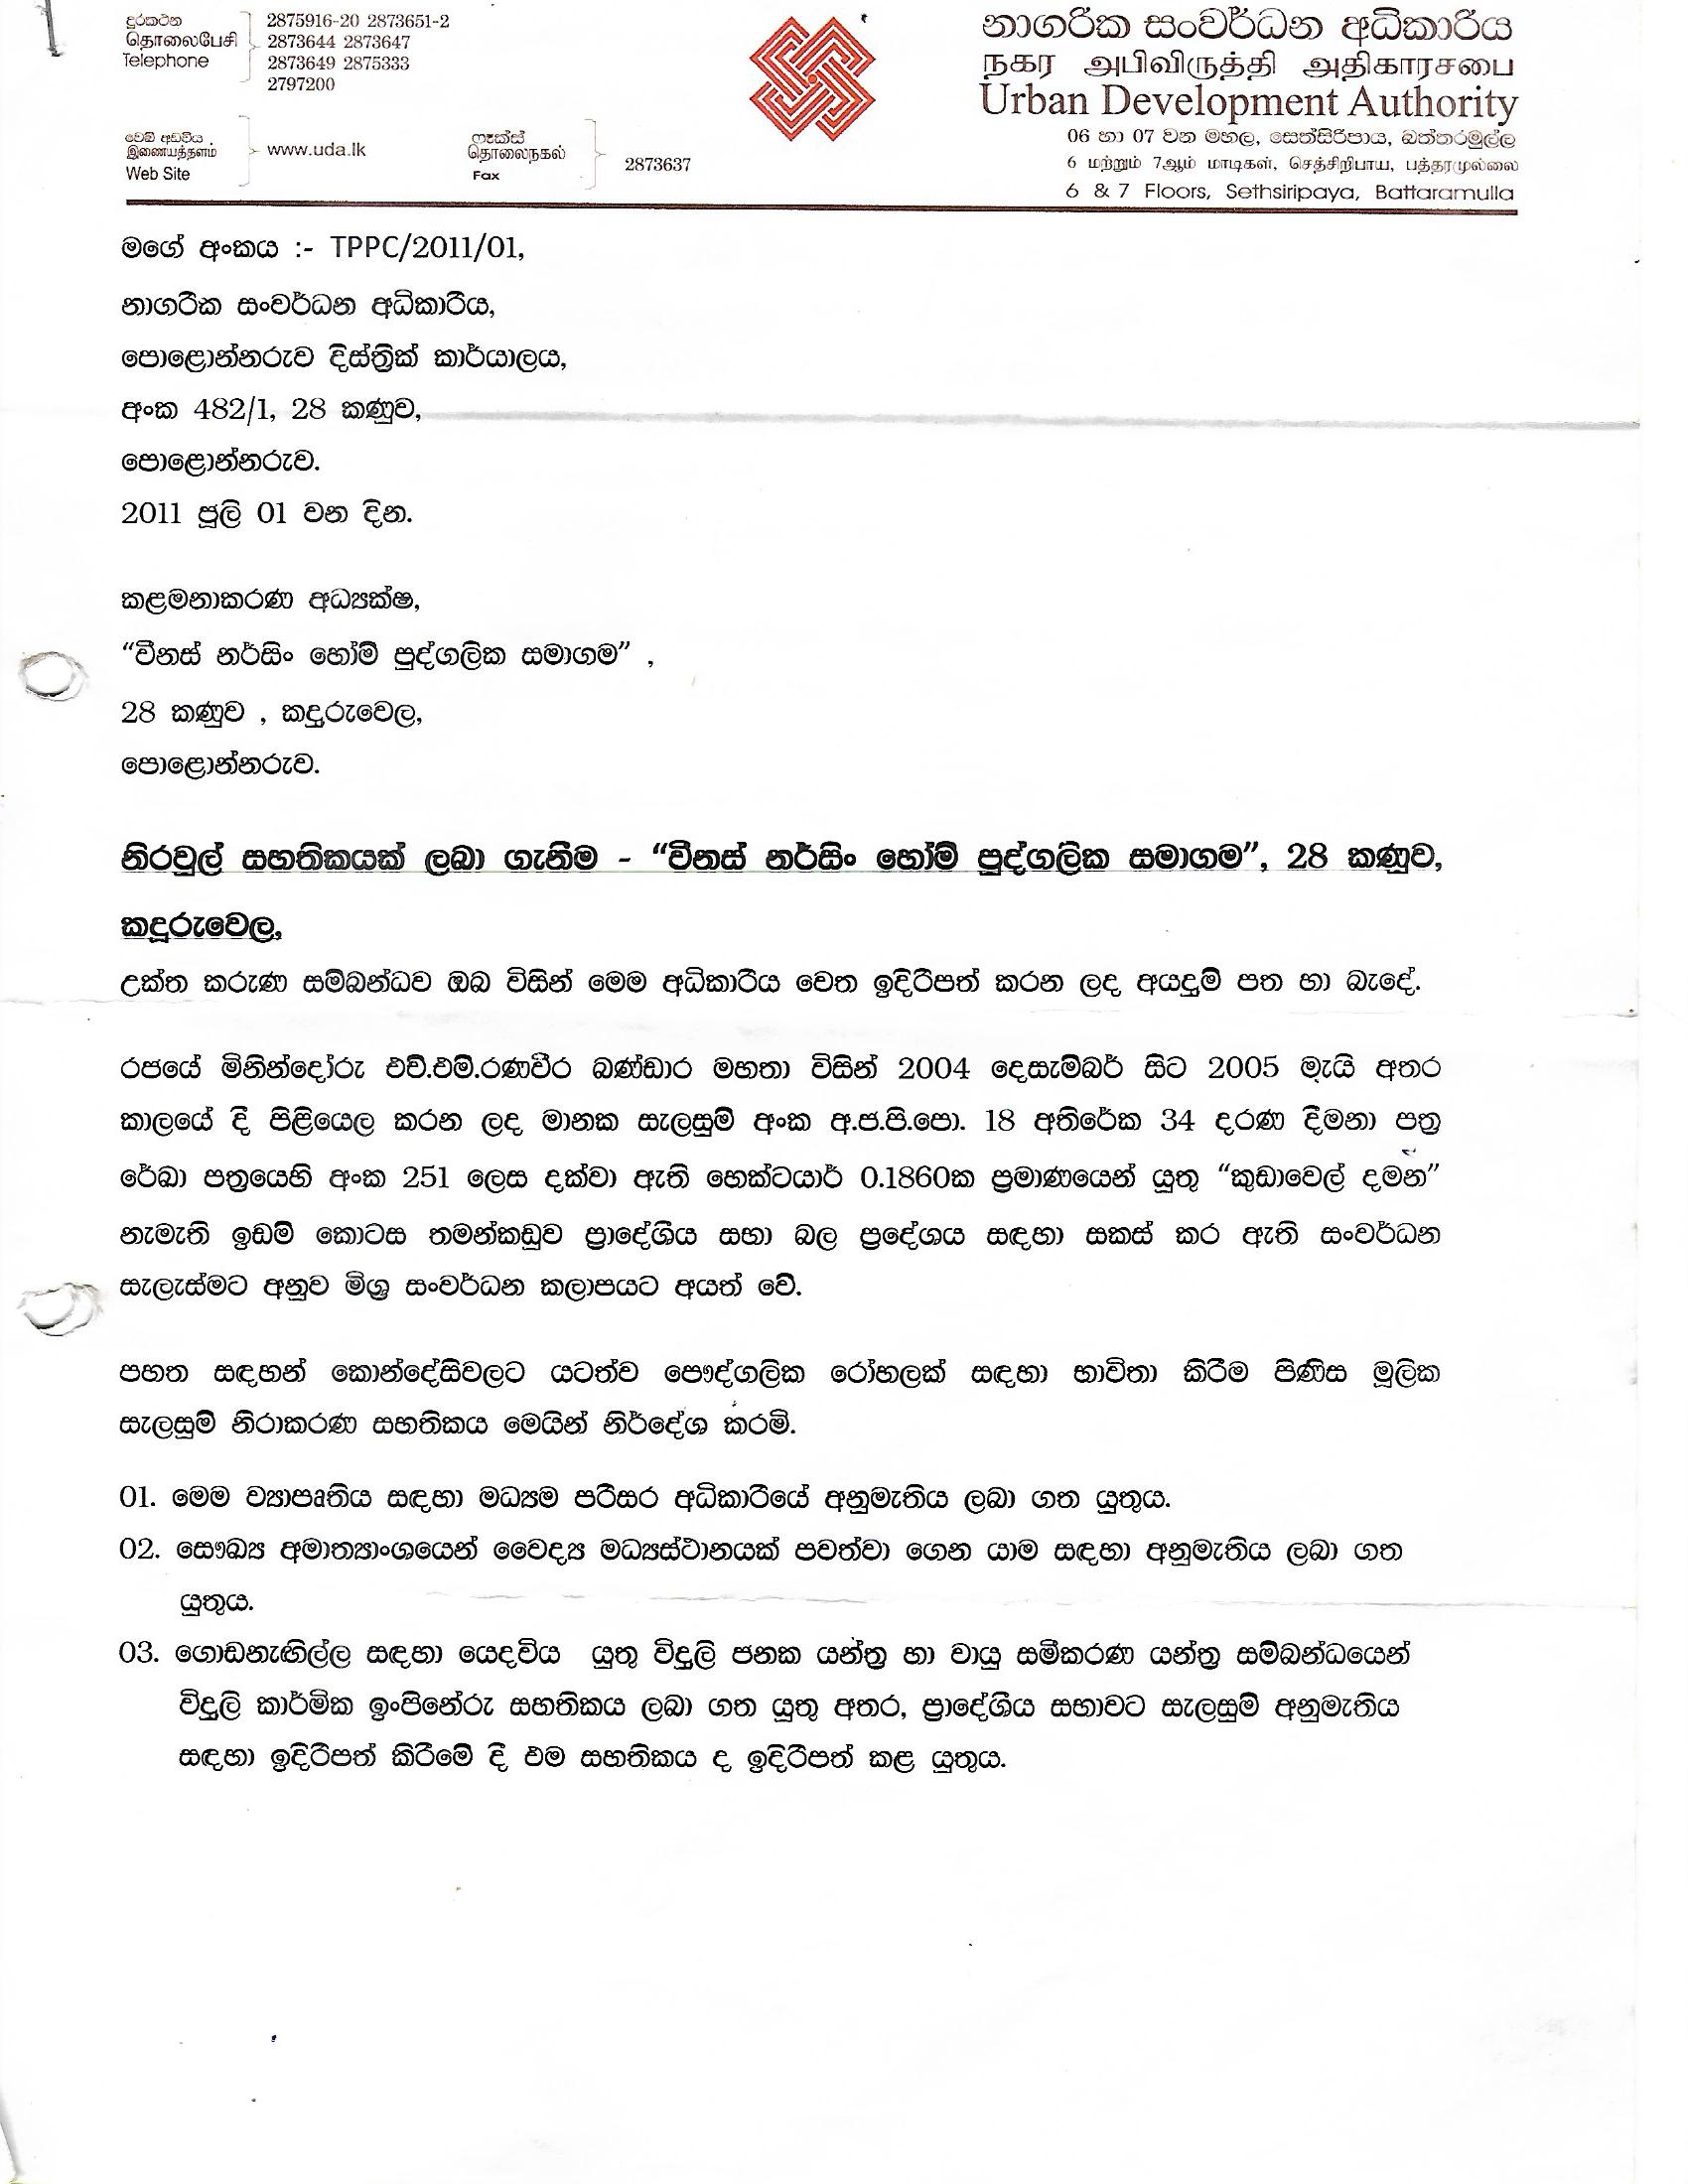 දුරකථන
தொலைபேசி
Telephone
2875916-20 2873651-2
2873644 2873647
2873649 2875333
2797200
වෙබ් අඩවිය
இணையத்தளம்
Web Site
www.uda.lk
ෆැක්ස්
தொலைநகல்
Fax
2873637
නාගරික සංවර්ධන අධිකාරිය
நகர அபிவிருத்தி அதிகாரசபை
Urban Development Authority
06 හා 07 වන මහල, සෙත්සිරිපාය, බත්තරමුල්ල
6 மற்றும் 7ஆம் மாடிகள், செத்சிறிபாய, பத்தரமுல்லை
6 & 7 Floors, Sethsiripaya, Battaramulla
මගේ අංකය :- TPPC/2011/01,
නාගරික සංවර්ධන අධිකාරිය,
පොළොන්නරුව දිස්ත්‍රික් කාර්යාලය,
අංක 482/1, 28 කණුව,
පොළොන්නරුව.
2011 ජූලි 01 වන දින.
කළමනාකරණ අධ්‍යක්ෂ,
“වීනස් නර්සිං හෝම් පුද්ගලික සමාගම” ,
28 කණුව , කදුරුවෙල,
පොළොන්නරුව.
නිරවුල් සහතිකයක් ලබා ගැනීම - “වීනස් නර්සිං හෝම් පුද්ගලික සමාගම”, 28 කණුව,
කදුරුවෙල,
උක්ත කරුණ සම්බන්ධව ඔබ විසින් මෙම අධිකාරිය වෙත ඉදිරිපත් කරන ලද අයදුම් පත හා බැඳේ.
රජයේ මිනින්දෝරු එච්.එම්.රණවීර බණ්ඩාර මහතා විසින් 2004 දෙසැම්බර් සිට 2005 මැයි අතර
කාලයේ දී පිළියෙල කරන ලද මානක සැලසුම් අංක අ.ජ.පි.පො. 18 අතිරේක 34 දරණ දීමනා පත්‍ර
රේඛා පත්‍රයෙහි අංක 251 ලෙස දක්වා ඇති හෙක්ටයාර් 0.1860ක ප්‍රමාණයෙන් යුතු “කුඩාවෙල් දමන”
නැමැති ඉඩම් කොටස තමන්කඩුව ප්‍රාදේශීය සභා බල ප්‍රදේශය සඳහා සකස් කර ඇති සංවර්ධන
සැලැස්මට අනුව මිශ්‍ර සංවර්ධන කලාපයට අයත් වේ.
පහත සඳහන් කොන්දේසිවලට යටත්ව පෞද්ගලික රෝහලක් සඳහා භාවිතා කිරීම පිණිස මූලික
සැලසුම් නිරාකරණ සහතිකය මෙයින් නිර්දේශ කරමි.
01. මෙම ව්‍යාපෘතිය සඳහා මධ්‍යම පරිසර අධිකාරියේ අනුමැතිය ලබා ගත යුතුය.
02. සෞඛ්‍ය අමාත්‍යාංශයෙන් වෛද්‍ය මධ්‍යස්ථානයක් පවත්වා ගෙන යාම සඳහා අනුමැතිය ලබා ගත
යුතුය.
03. ගොඩනැඟිල්ල සඳහා යෙදවිය යුතු විදුලි ජනක යන්ත්‍ර හා වායු සමීකරණ යන්ත්‍ර සම්බන්ධයෙන්
විදුලි කාර්මික ඉංජිනේරු සහතිකය ලබා ගත යුතු අතර, ප්‍රාදේශීය සභාවට සැලසුම් අනුමැතිය
සඳහා ඉදිරිපත් කිරීමේ දී එම සහතිකය ද ඉදිරිපත් කළ යුතුය.